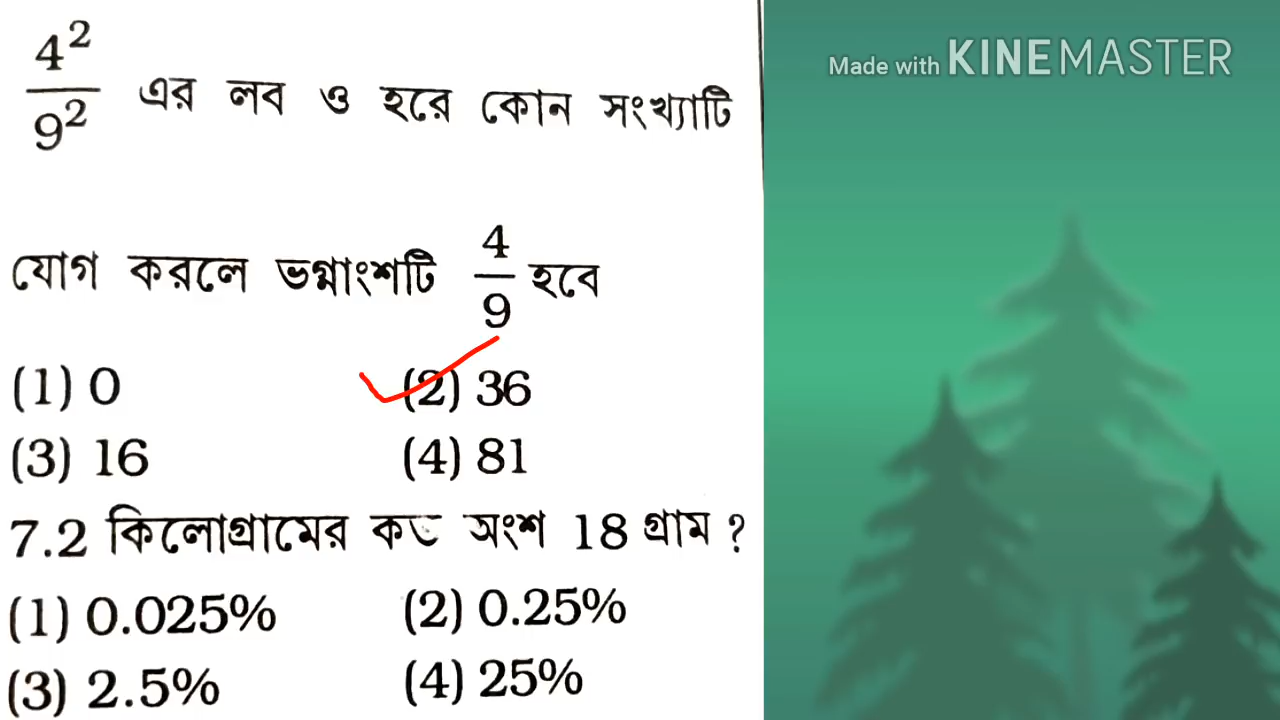 4²/9² এর লব ও হরে কোন সংখ্যাটি
যোগ করলে ভগ্নাংশটি 4/9 হবে
(1) 0 (2) 36
(3) 16 (4) 81
7.2 কিলোগ্রামের কত অংশ 18 গ্রাম ?
(1) 0.025% (2) 0.25%
(3) 2.5% (4) 25%
Made with KINEMASTER